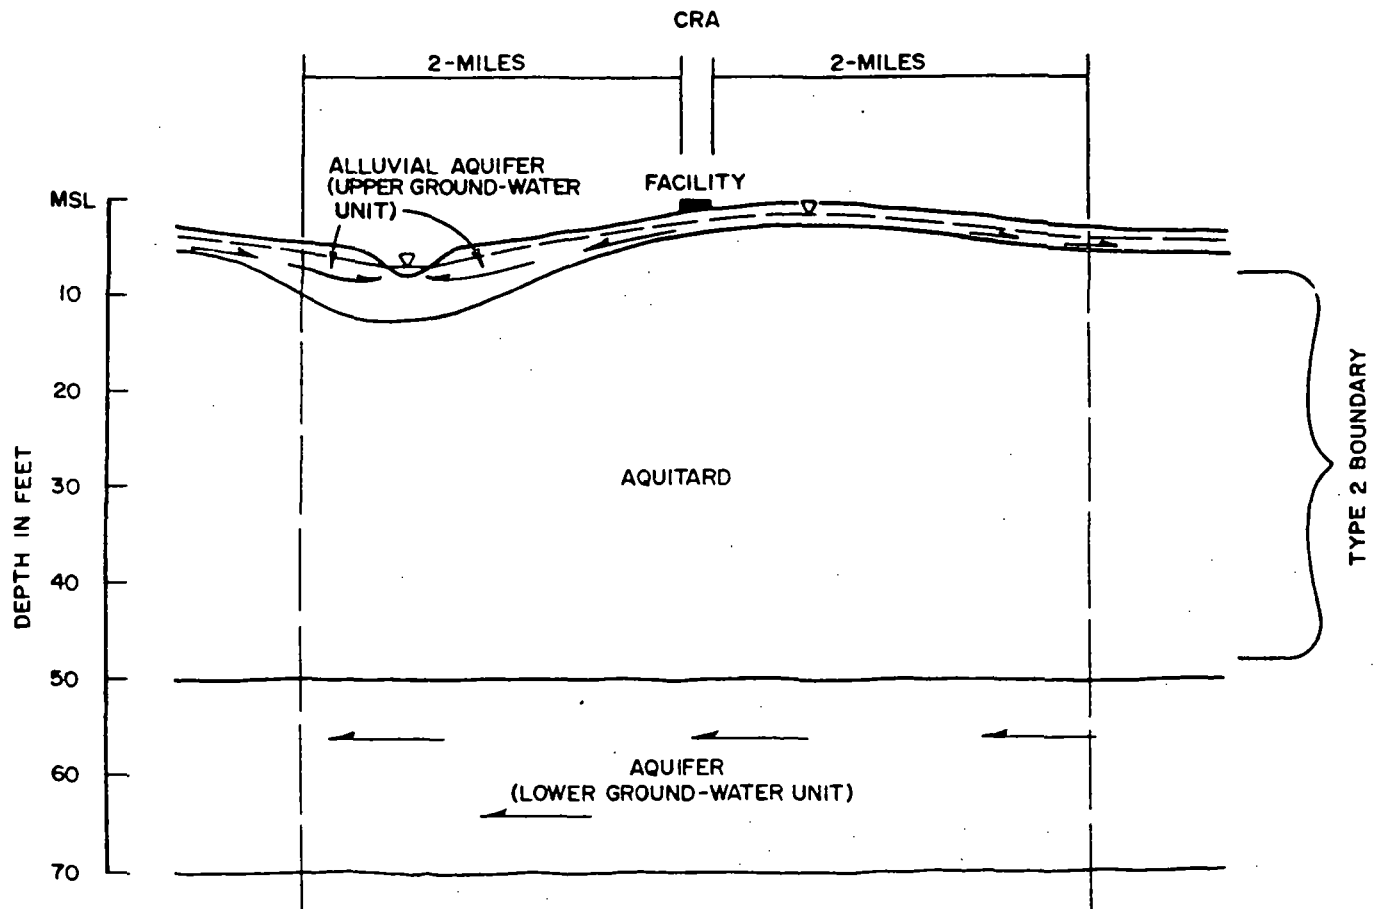 CRA
2-MILES
2-MILES
ALLUVIAL AQUIFER
(UPPER GROUND-WATER
UNIT)
FACILITY
MSL
10
20
30
40
50
60
70
DEPTH IN FEET
AQUITARD
TYPE 2 BOUNDARY
AQUIFER
(LOWER GROUND-WATER UNIT)